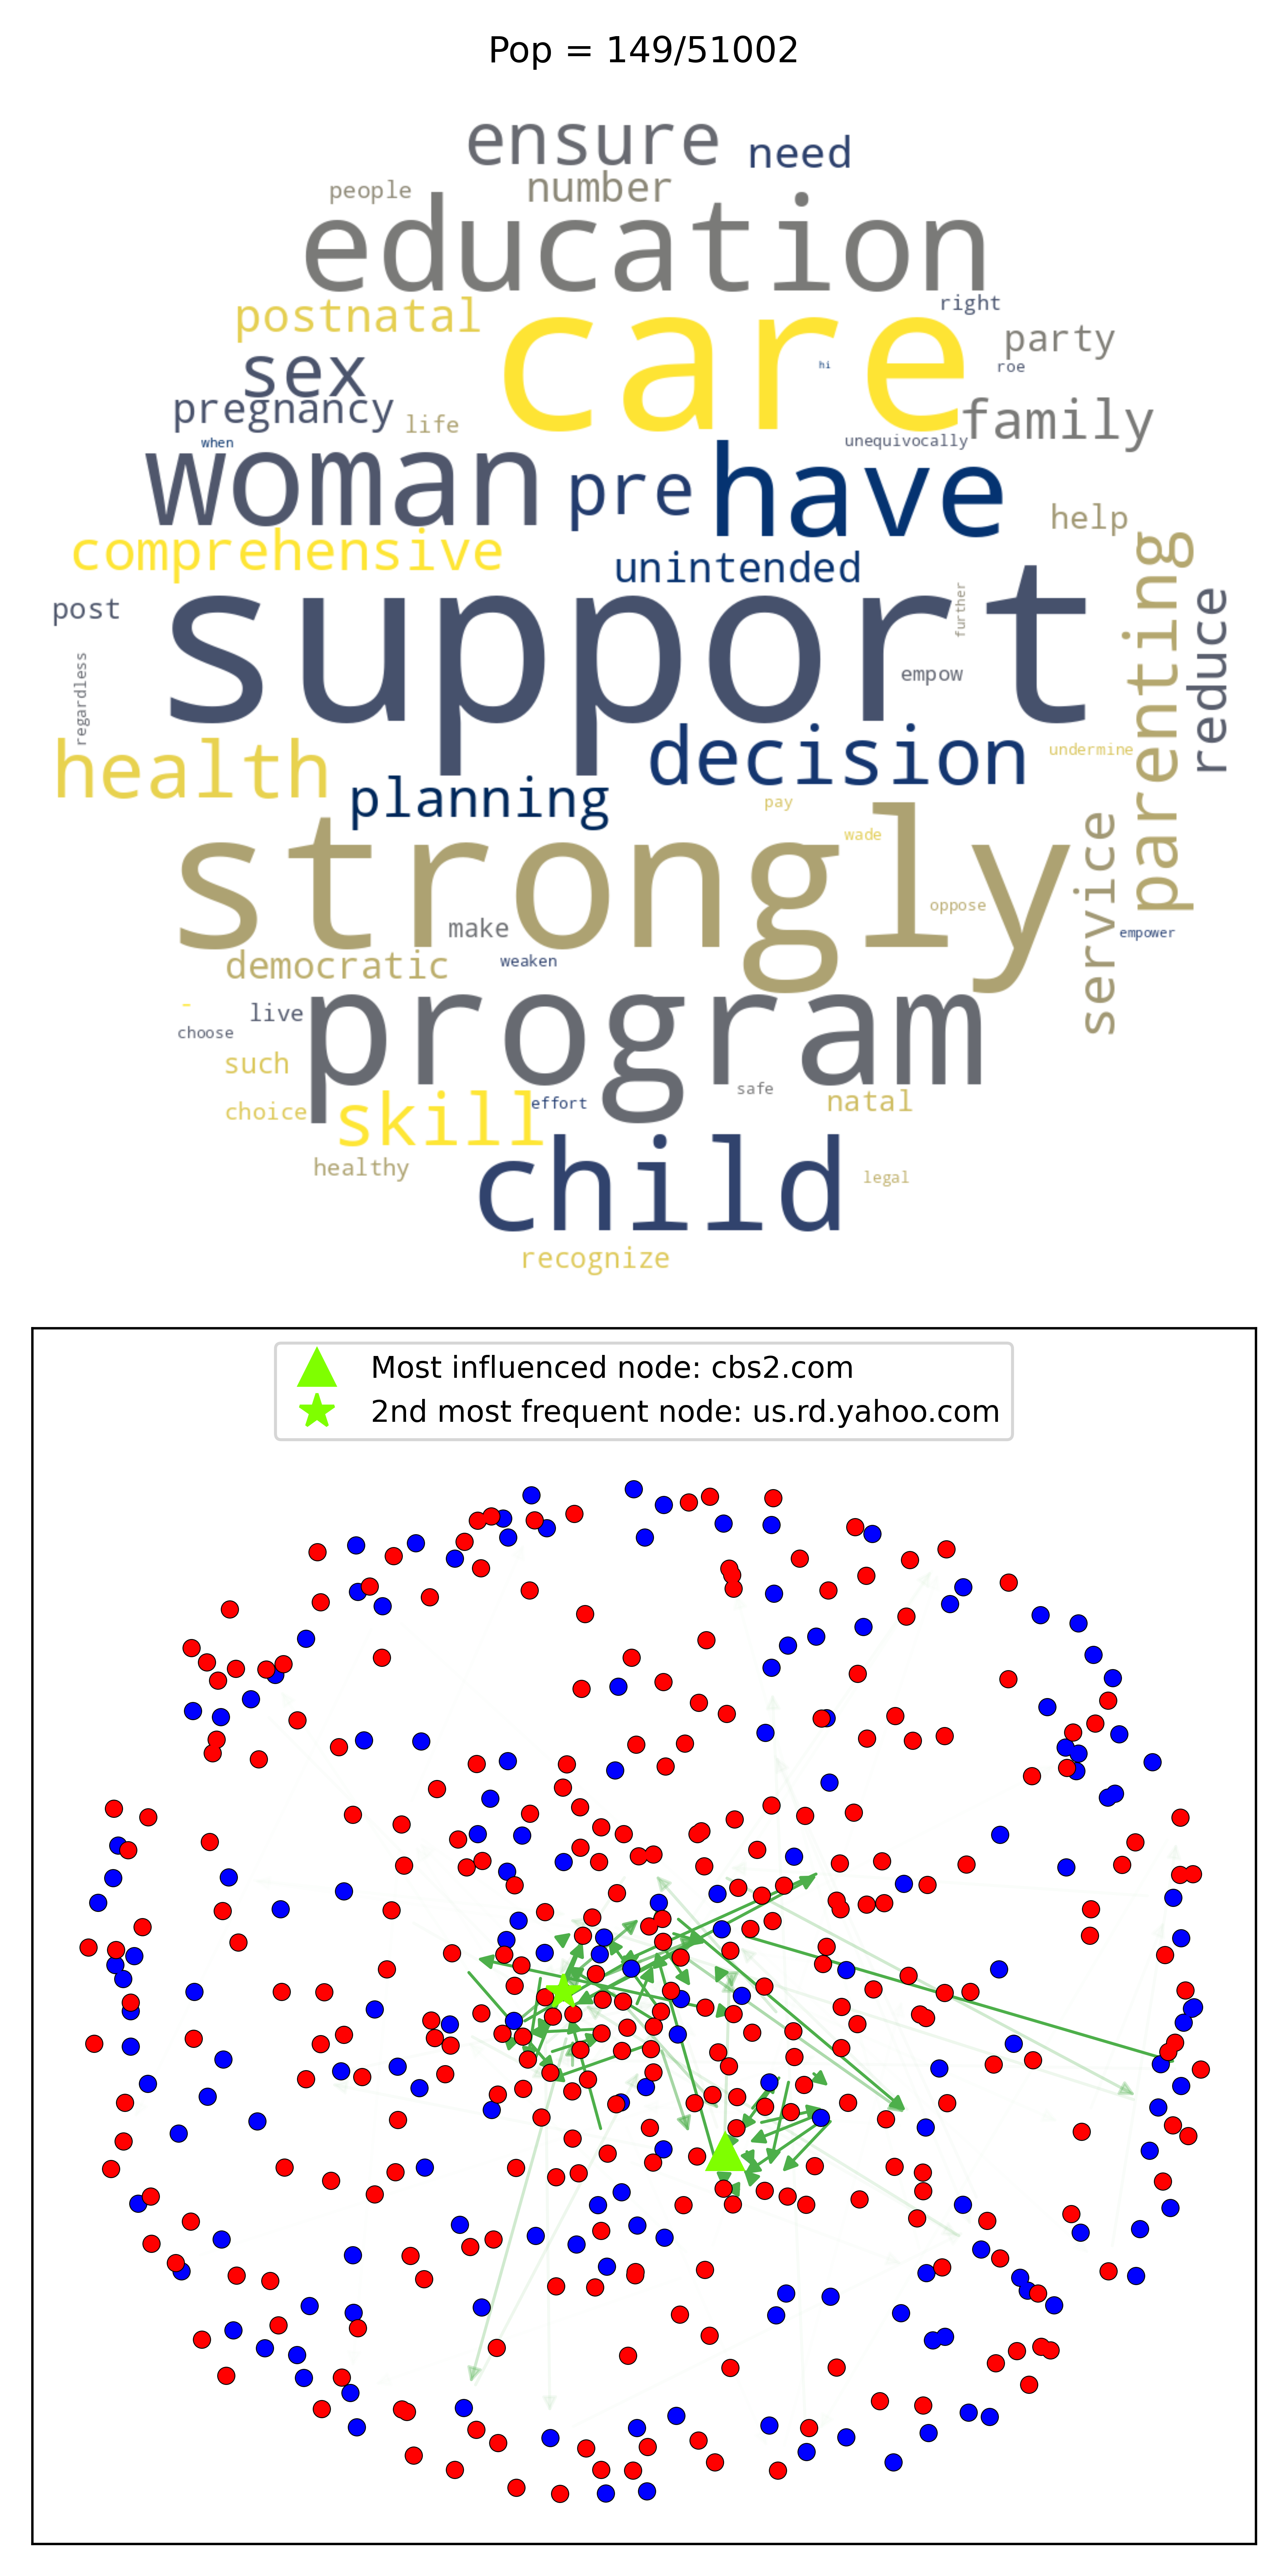 Pop = 149/51002
ensure
need
people
number
education
postnatal
right
care
party
sex
hi
roe
pregnancy
life
family
when
unequivocally
woman
pre
have
help
comprehensive
unintended
parenting
post
support
further
reduce
regardless
empow
health
decision
undermine
planning
pay
strongly
wade
service
oppose
make
empower
democratic
weaken
-
live
program
choose
such
safe
choice
skill
effort
natal
healthy
child
legal
recognize
Most influenced node: cbs2.com
2nd most frequent node: us.rd.yahoo.com